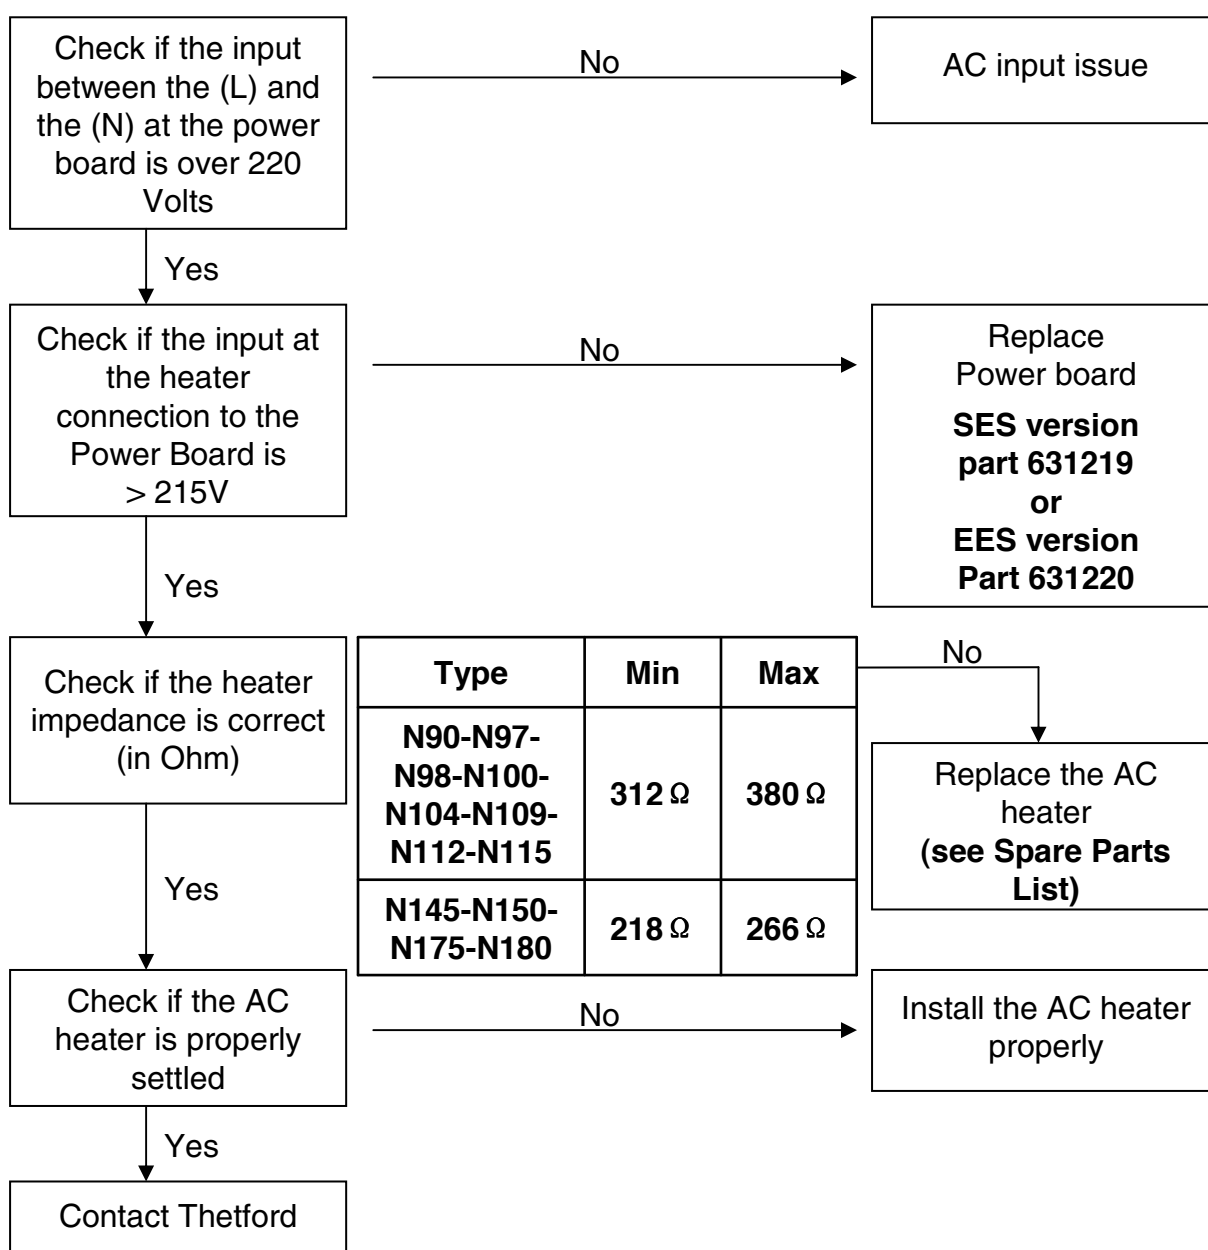 Check if the input
between the (L) and
the (N) at the power
board is over 220
Volts
No
AC input issue
Yes
Check if the input at
the heater
connection to the
Power Board is
> 215V
No
Replace
Power board
SES version
part 631219
or
EES version
Part 631220
Yes
Check if the heater
impedance is correct
(in Ohm)
Type Min Max
N90-N97-
N98-N100-
N104-N109-
N112-N115
312 Ω 380 Ω
N145-N150-
N175-N180
218 Ω 266 Ω
No
Replace the AC
heater
(see Spare Parts
List)
Yes
Check if the AC
heater is properly
settled
No
Install the AC heater
properly
Yes
Contact Thetford